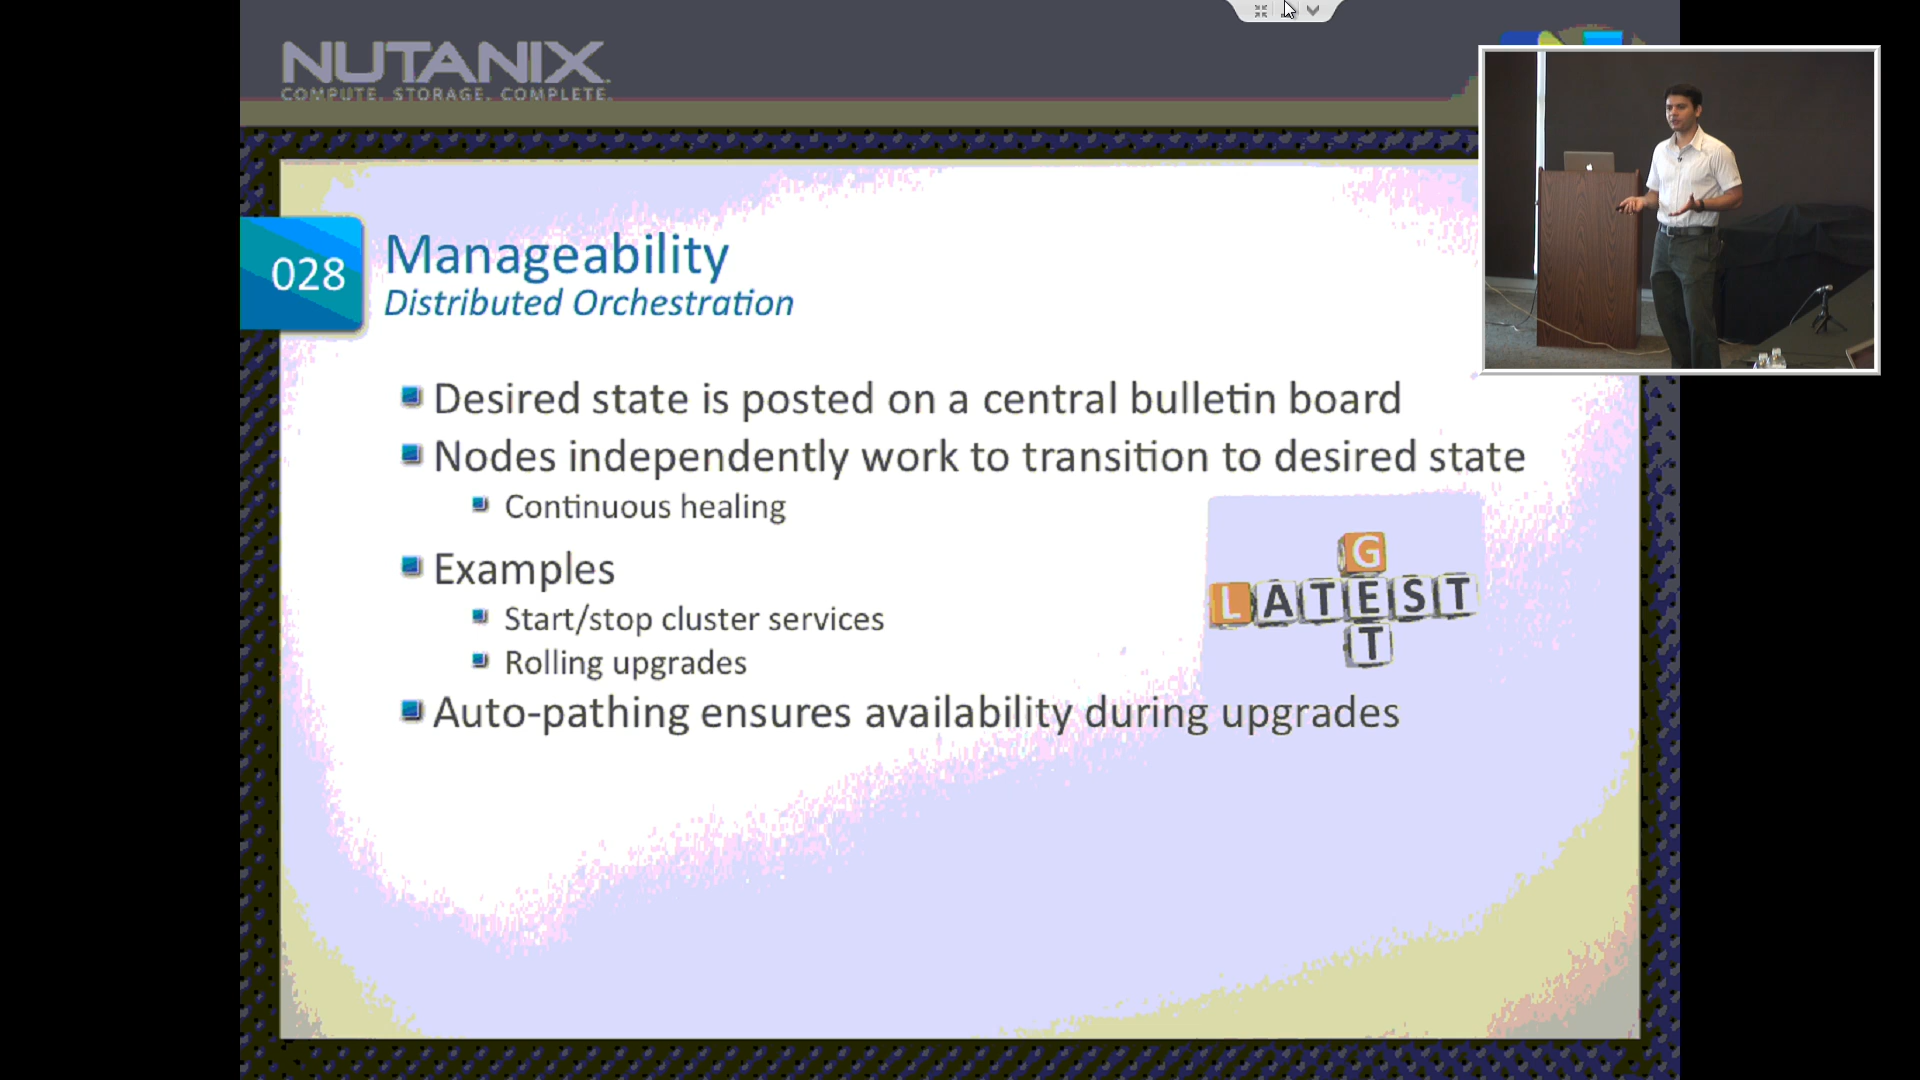 NUTANIX
COMPUTE. STORAGE. COMPLETE.
028
Manageability
Distributed Orchestration
Desired state is posted on a central bulletin board
Nodes independently work to transition to desired state
Continuous healing
Examples
Start/stop cluster services
Rolling upgrades
G
LATEST
T
Auto-pathing ensures availability during upgrades